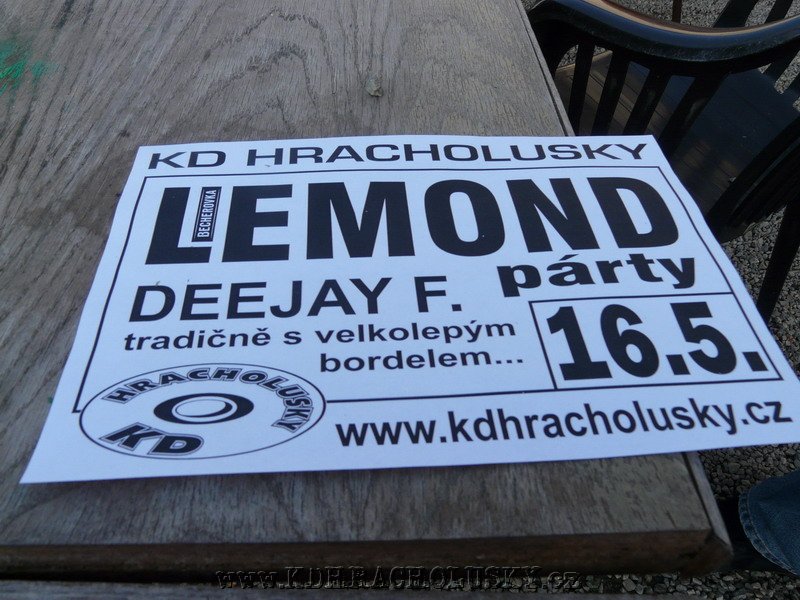 KD HRACHOLUSKY
BECHEROVKA
LEMOND
párty
DEEJAY F.
tradičně s velkolepým
bordelem...
16.5.
HRACHOLUSKY
KD
www.kdhracholusky.cz
www.KDHRACHOLUSKY.cz